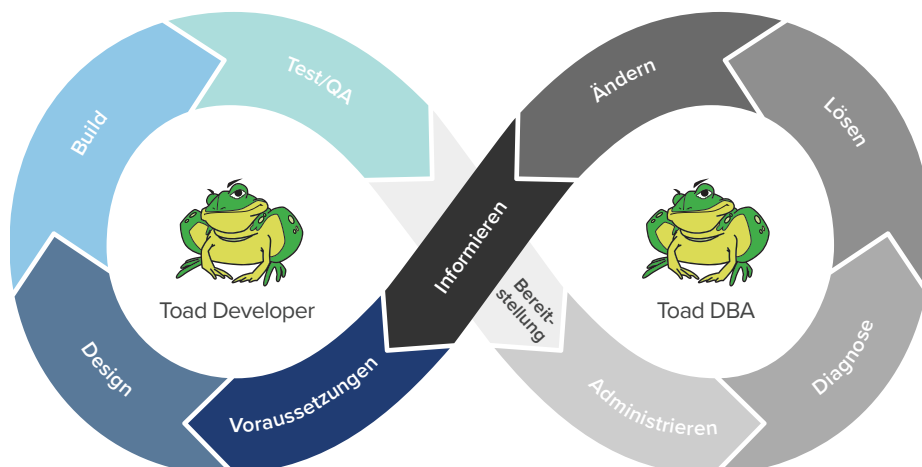 Test/QA
Build
Design
Voraussetzungen
Toad Developer
Informieren
Bereit-
stellung
Ändern
Lösen
Diagnose
Administrieren
Toad DBA